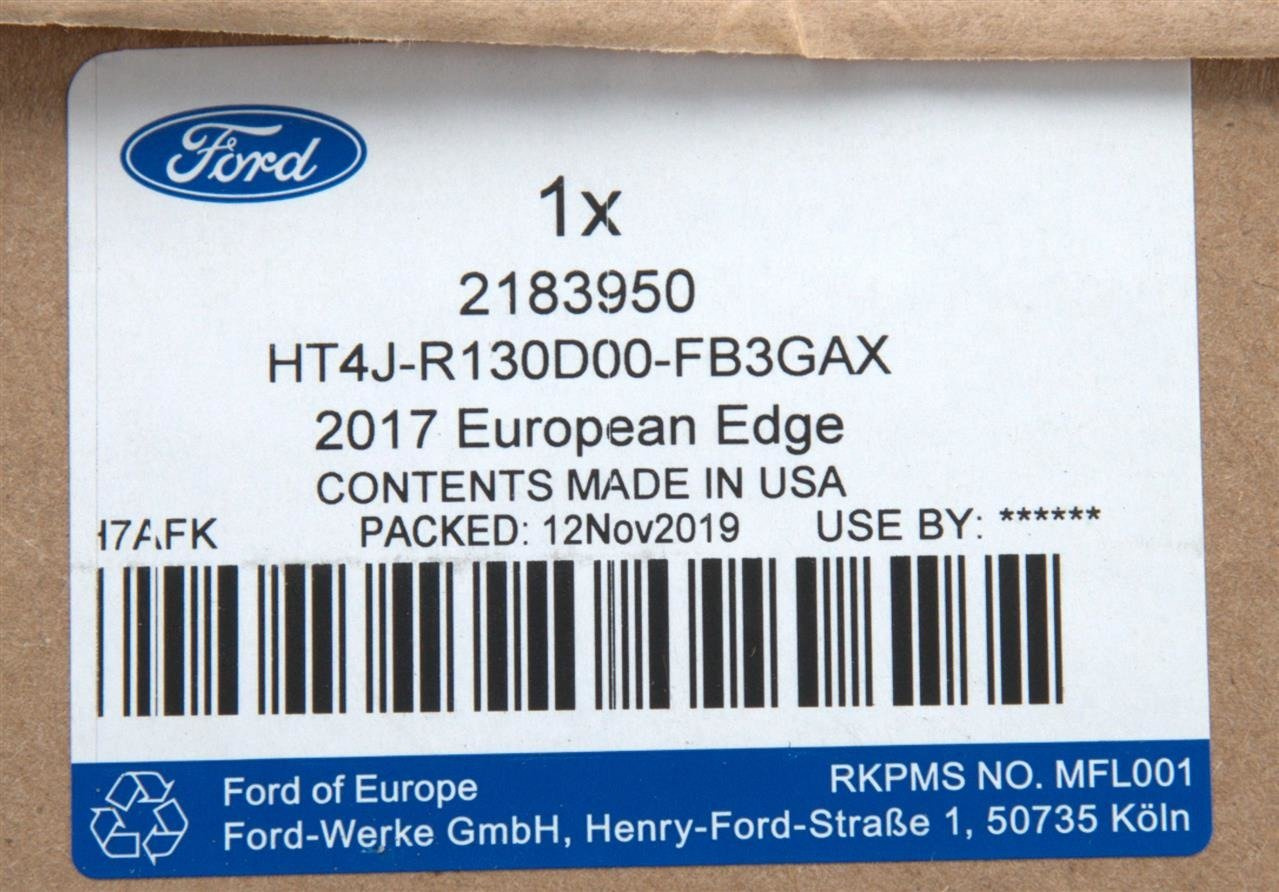 Ford
1x
2183950
HT4J-R130D00-FB3GAX
2017 European Edge
CONTENTS MADE IN USA
H7AFK PACKED: 12Nov2019 USE BY: ******
Ford of Europe RKPMS NO. MFL001
Ford-Werke GmbH, Henry-Ford-Straße 1, 50735 Köln